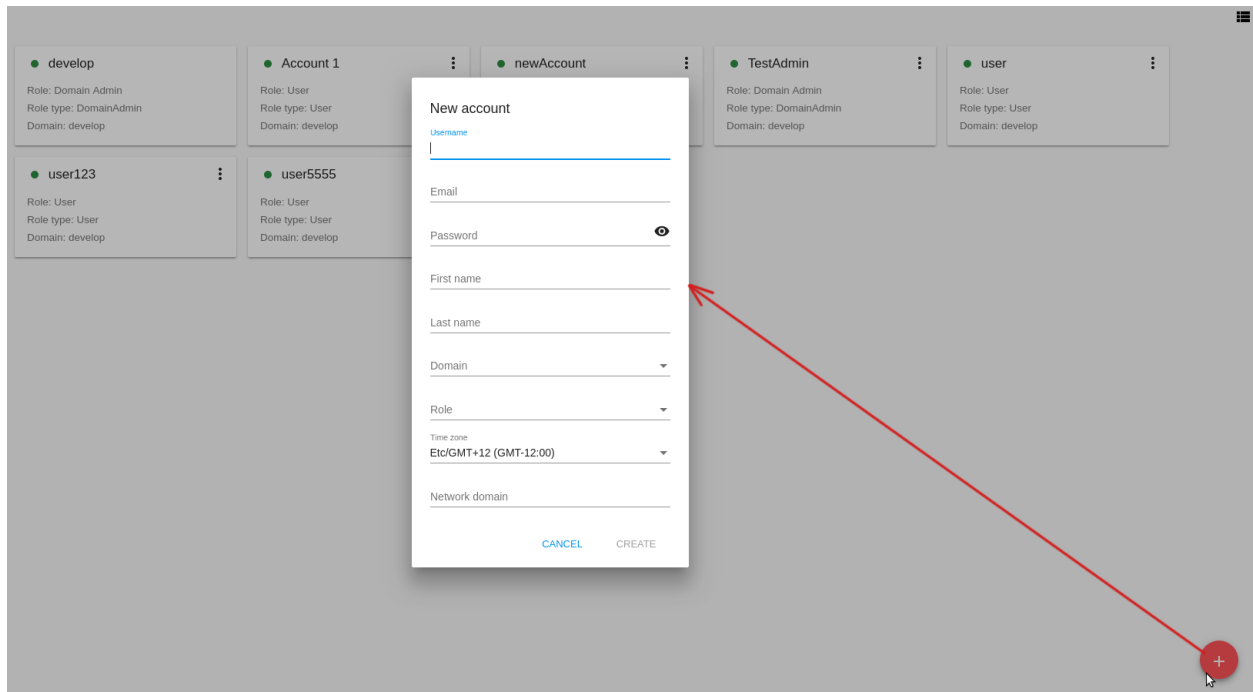 develop
Role: Domain Admin
Role type: DomainAdmin
Domain: develop
Account 1
Role: User
Role type: User
Domain: develop
newAccount
TestAdmin
Role: Domain Admin
Role type: DomainAdmin
Domain: develop
user
Role: User
Role type: User
Domain: develop
user123
Role: User
Role type: User
Domain: develop
user5555
Role: User
Role type: User
Domain: develop
New account
Username
Email
Password
First name
Last name
Domain
Role
Time zone
Etc/GMT+12 (GMT-12:00)
Network domain
CANCEL CREATE